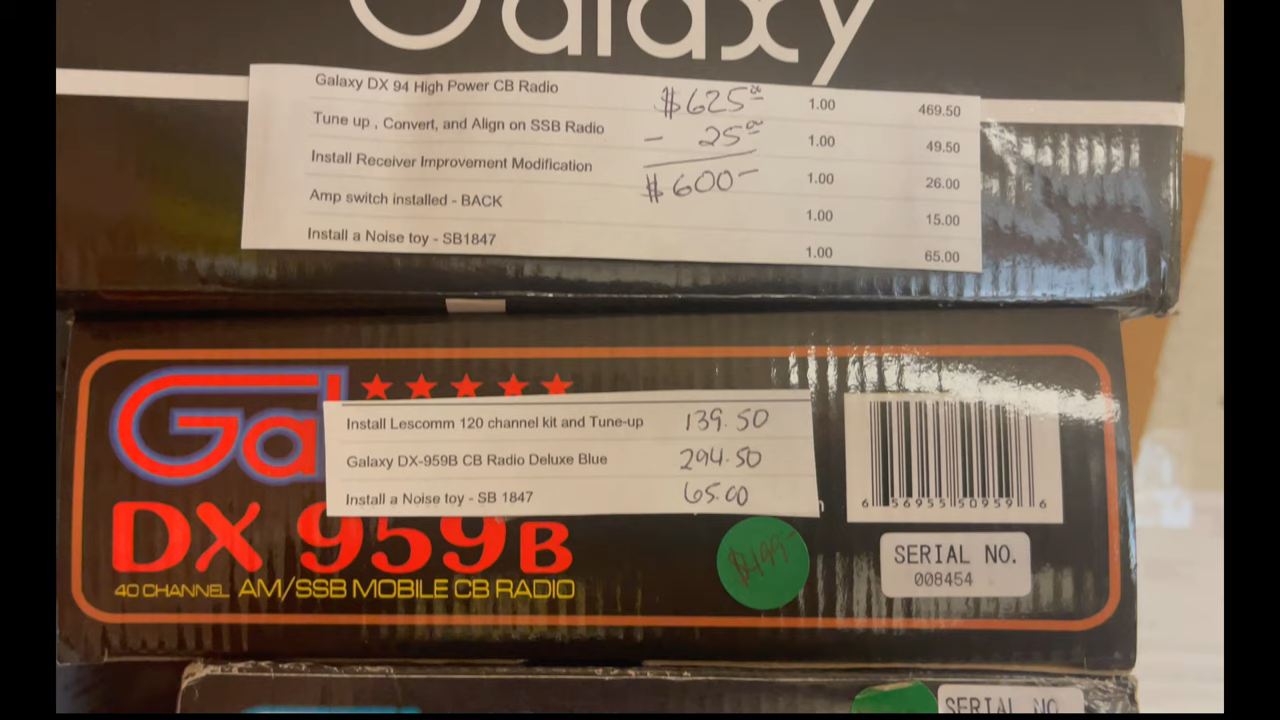 Galaxy
Galaxy DX 94 High Power CB Radio $625.00 1.00 469.50
Tune up , Convert, and Align on SSB Radio - 25.00 1.00 49.50
Install Receiver Improvement Modification $600- 1.00 26.00
Amp switch installed - BACK 1.00 15.00
Install a Noise toy - SB1847 1.00 65.00
Gal
Install Lescomm 120 channel kit and Tune-up 139.50
Galaxy DX-959B CB Radio Deluxe Blue 294.50
Install a Noise toy - SB 1847 65.00
6 56955 50959 6
DX 959B
$499-
SERIAL NO.
008454
40 CHANNEL AM/SSB MOBILE CB RADIO
SERIAL NO.